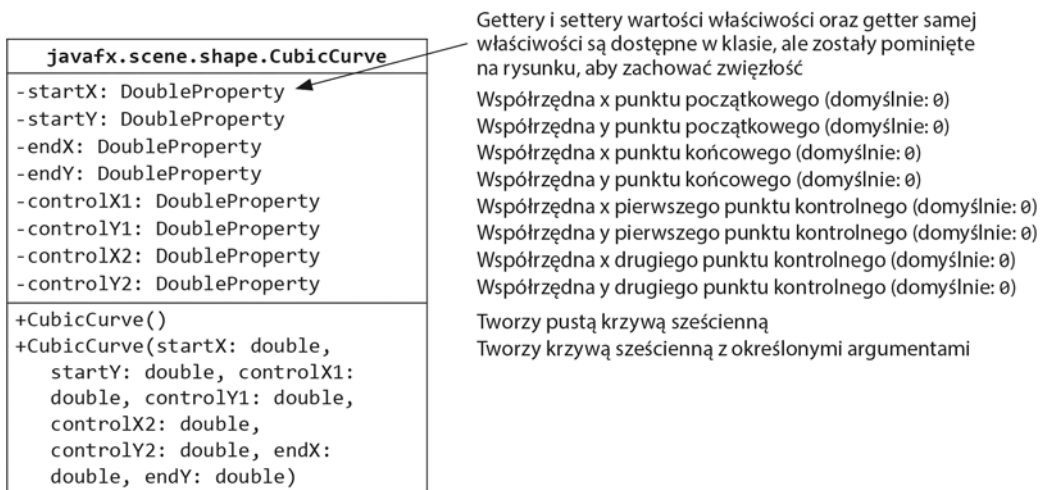 Gettery i settery wartości właściwości oraz getter samej
właściwości są dostępne w klasie, ale zostały pominięte
na rysunku, aby zachować zwięzłość
javafx.scene.shape.CubicCurve
-startX: DoubleProperty
Współrzędna x punktu początkowego (domyślnie: 0)
-startY: DoubleProperty
Współrzędna y punktu początkowego (domyślnie: 0)
-endX: DoubleProperty
Współrzędna x punktu końcowego (domyślnie: 0)
-endY: DoubleProperty
Współrzędna y punktu końcowego (domyślnie: 0)
-controlX1: DoubleProperty
Współrzędna x pierwszego punktu kontrolnego (domyślnie: 0)
-controlY1: DoubleProperty
Współrzędna y pierwszego punktu kontrolnego (domyślnie: 0)
-controlX2: DoubleProperty
Współrzędna x drugiego punktu kontrolnego (domyślnie: 0)
-controlY2: DoubleProperty
Współrzędna y drugiego punktu kontrolnego (domyślnie: 0)
+CubicCurve()
Tworzy pustą krzywą sześcienną
+CubicCurve(startX: double,
Tworzy krzywą sześcienną z określonymi argumentami
startY: double, controlX1:
double, controlY1: double,
controlX2: double,
controlY2: double, endX:
double, endY: double)